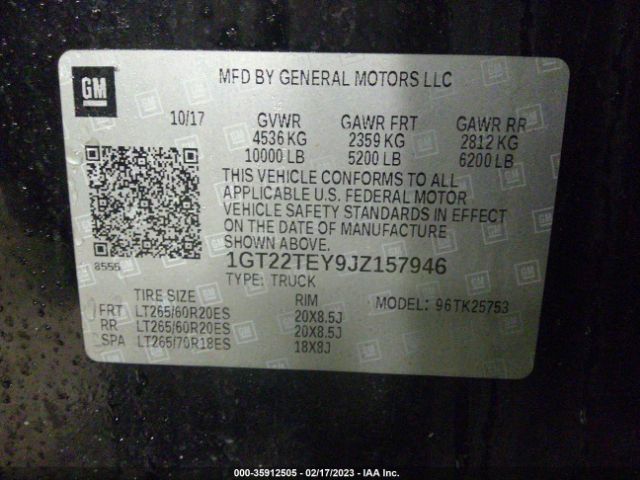 GM
MFD BY GENERAL MOTORS LLC
10/17 GVWR GAWR FRT GAWR RR
4536 KG 2359 KG 2812 KG
10000 LB 5200 LB 6200 LB
THIS VEHICLE CONFORMS TO ALL
APPLICABLE U.S. FEDERAL MOTOR
VEHICLE SAFETY STANDARDS IN EFFECT
ON THE DATE OF MANUFACTURE
SHOWN ABOVE.
8555
1GT22TEY9JZ157946
TYPE: TRUCK
TIRE SIZE RIM MODEL: 96TK25753
FRT LT265/60R20ES 20X8.5J
RR LT265/60R20ES 20X8.5J
SPA LT265/70R18ES 18X8J
000-35912505 - 02/17/2023 - IAA Inc.